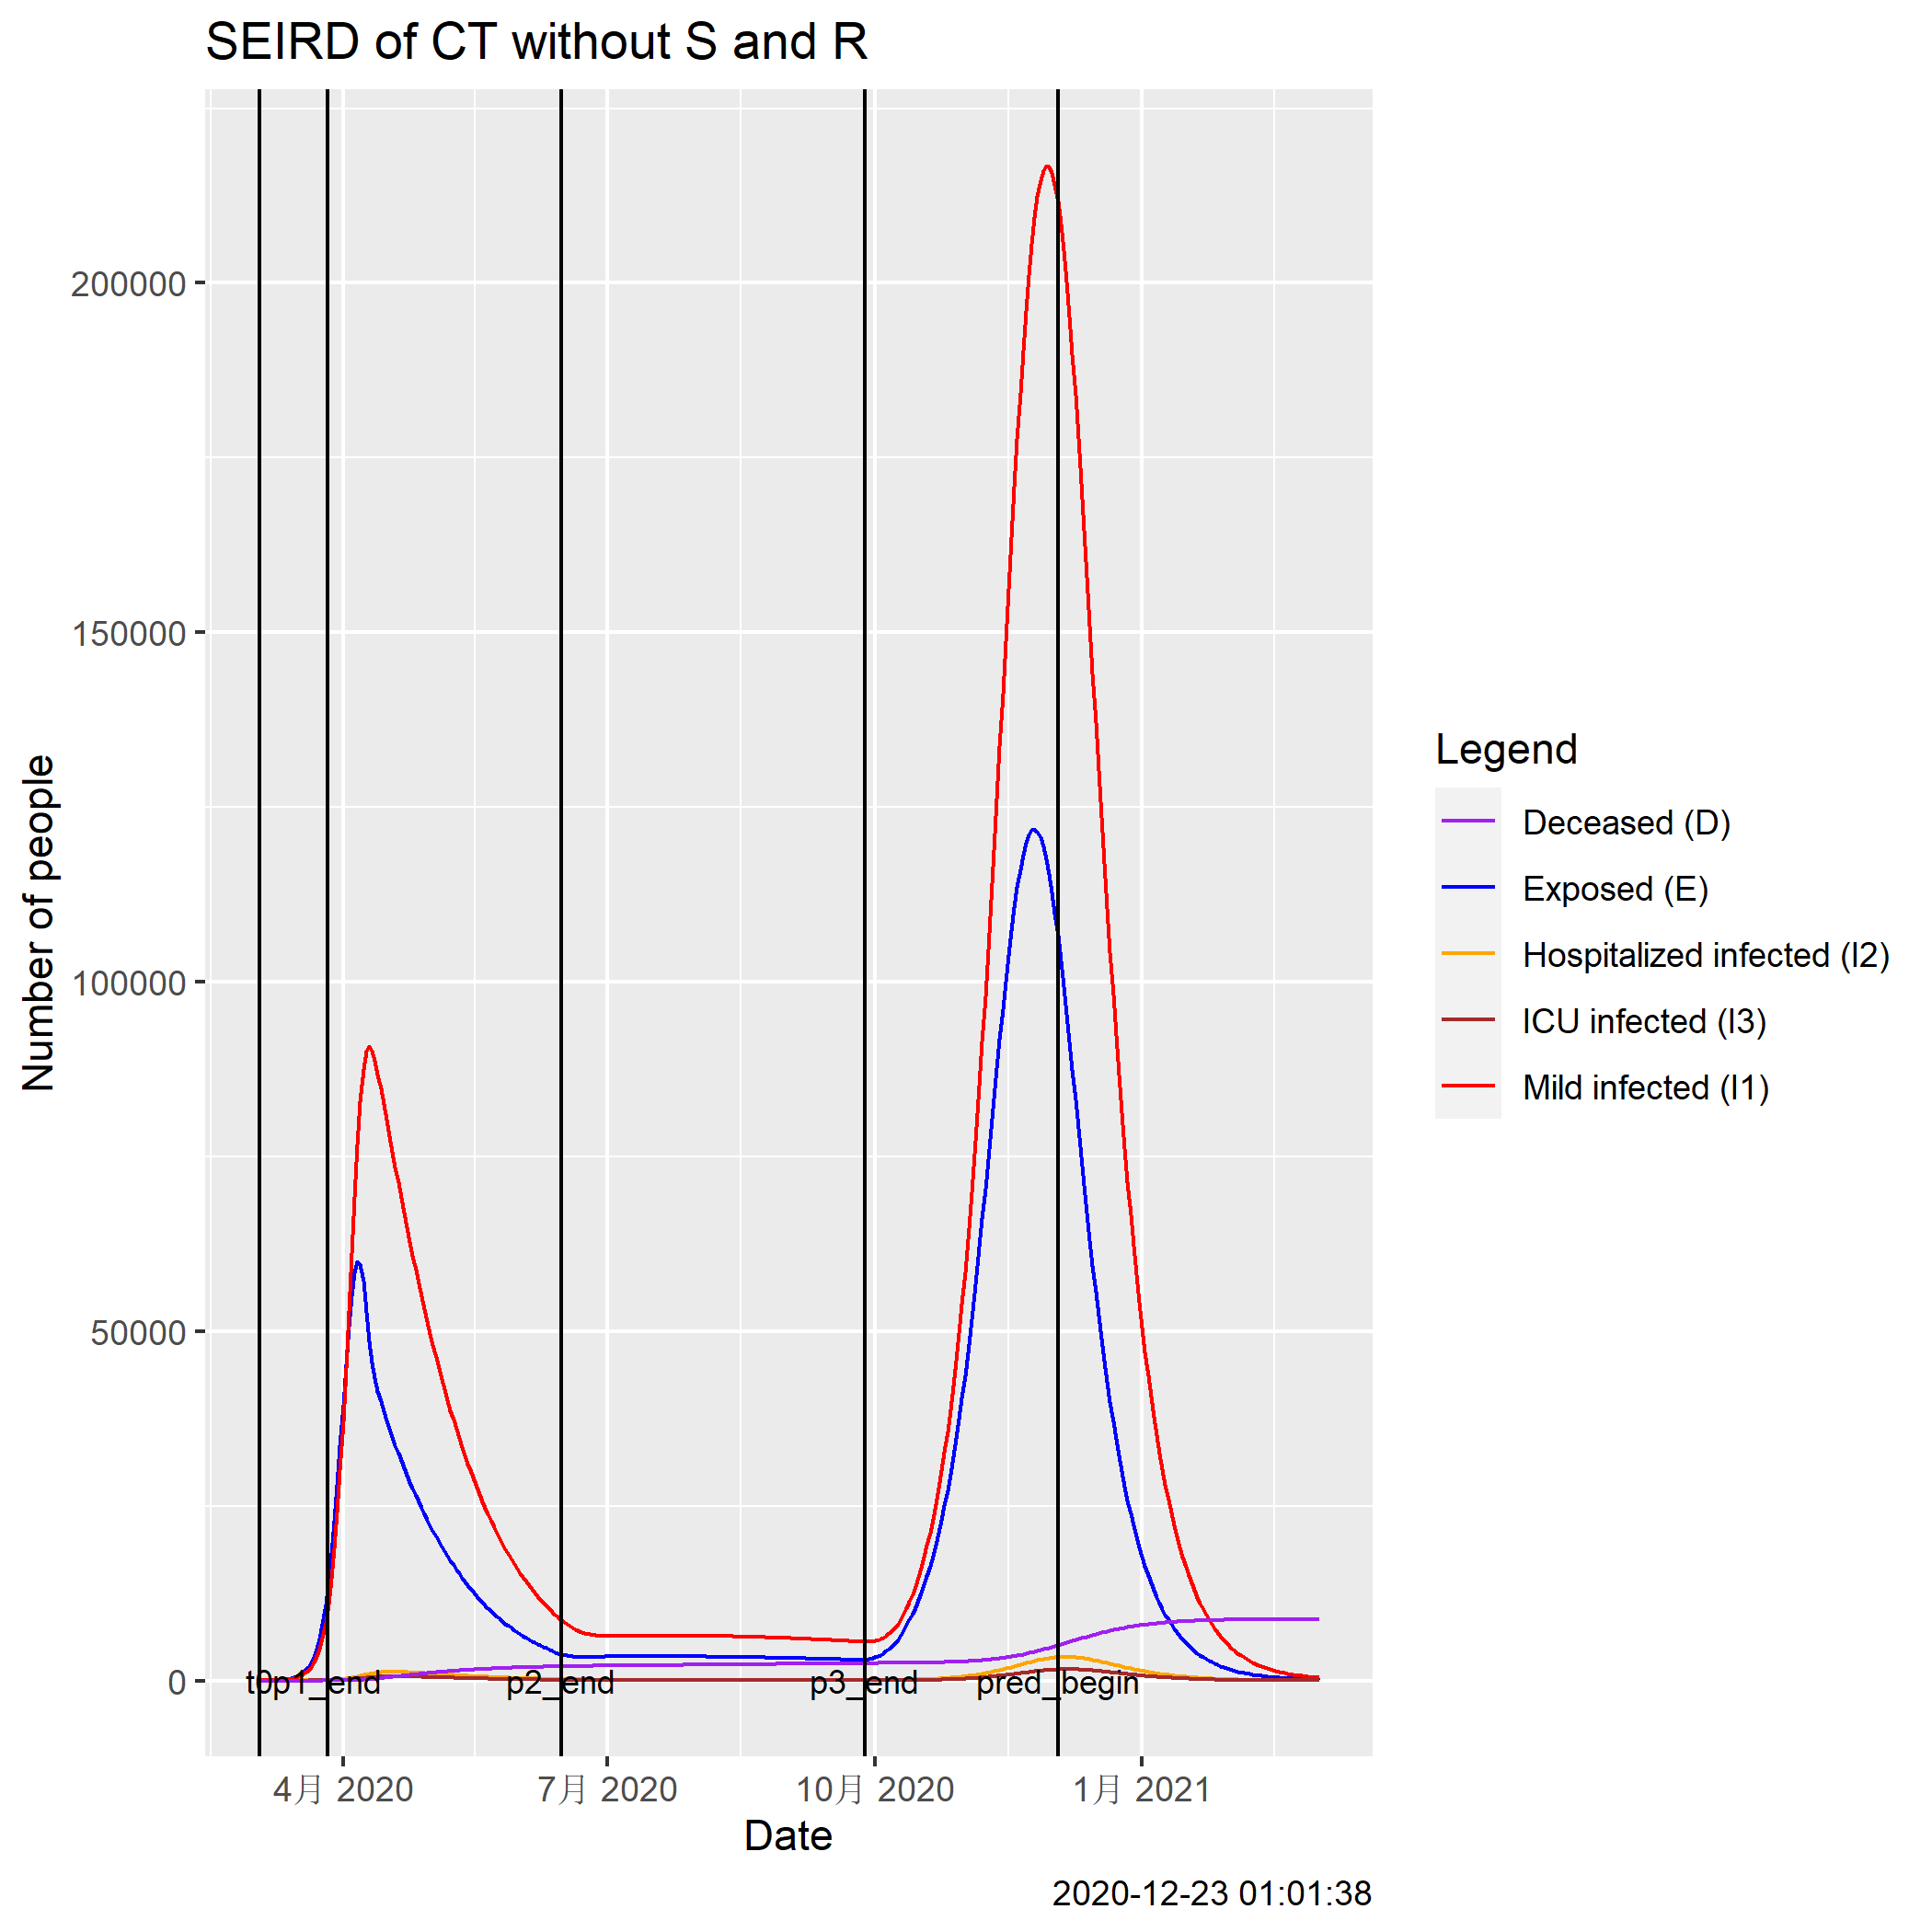 SEIRD of CT without S and R
Number of people
200000
150000
100000
50000
0
t0
p1_end
p2_end
p3_end
pred_begin
4月 2020
7月 2020
10月 2020
1月 2021
Date
Legend
Deceased (D)
Exposed (E)
Hospitalized infected (I2)
ICU infected (I3)
Mild infected (I1)
2020-12-23 01:01:38